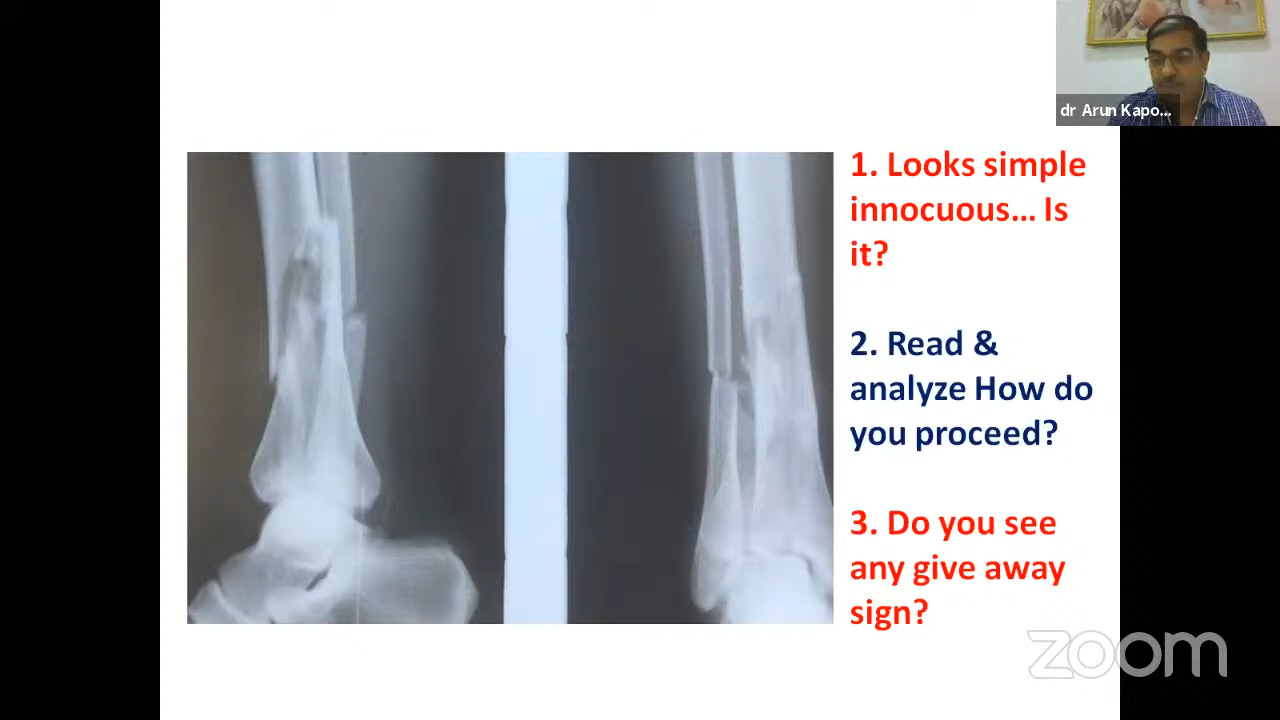 dr Arun Kapo...
1. Looks simple
innocuous... Is
it?
2. Read &
analyze How do
you proceed?
3. Do you see
any give away
sign?
zoom